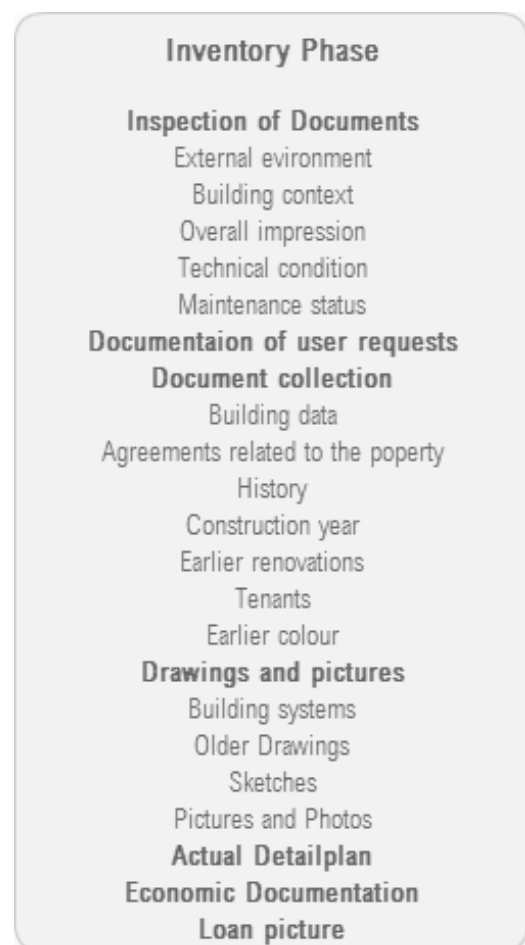 Inventory Phase
Inspection of Documents
External evironment
Building context
Overall impression
Technical condition
Maintenance status
Documentaion of user requests
Document collection
Building data
Agreements related to the poperty
History
Construction year
Earlier renovations
Tenants
Earlier colour
Drawings and pictures
Building systems
Older Drawings
Sketches
Pictures and Photos
Actual Detailplan
Economic Documentation
Loan picture